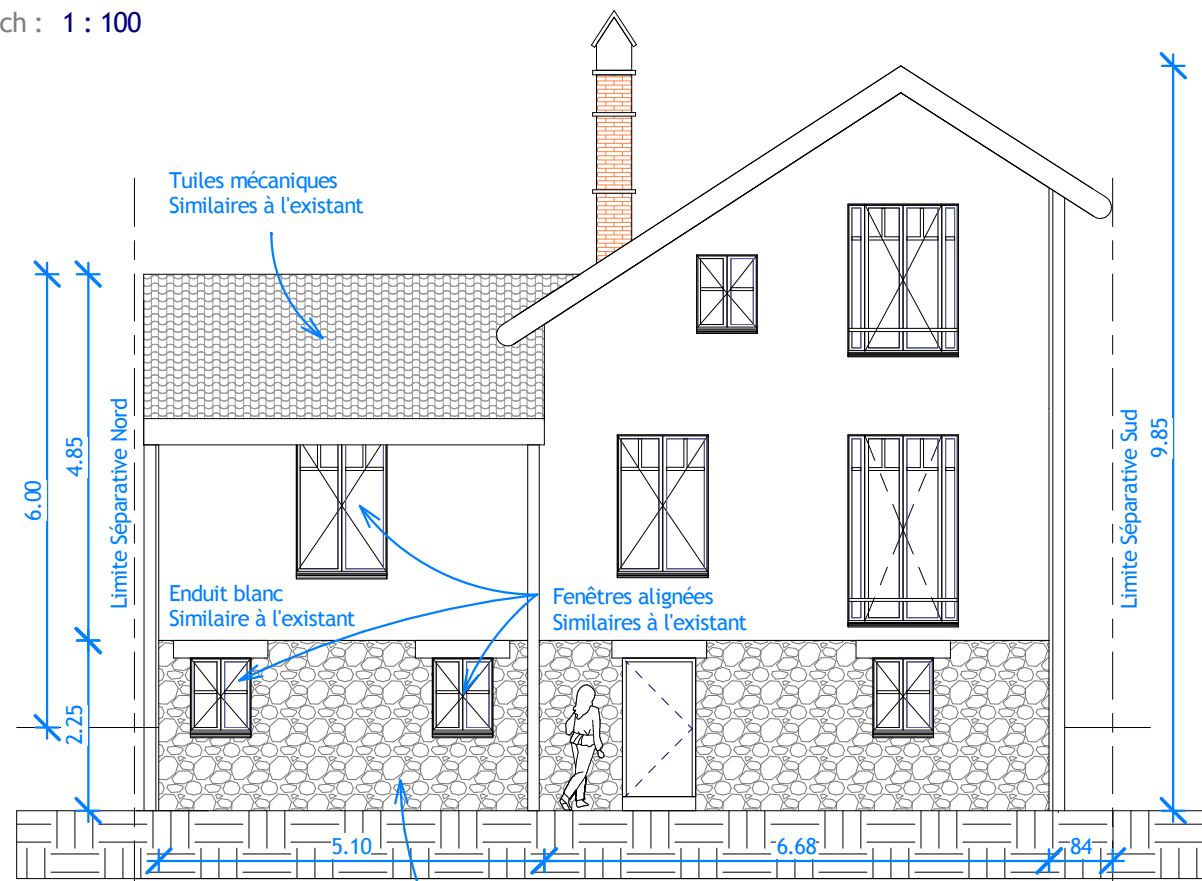 ch : 1 : 100
Tuiles mécaniques
Similaires à l'existant
Limite Séparative Nord
6.00
4.85
2.25
Enduit blanc
Similaire à l'existant
Fenêtres alignées
Similaires à l'existant
Limite Séparative Sud
9.85
5.10
6.68
84